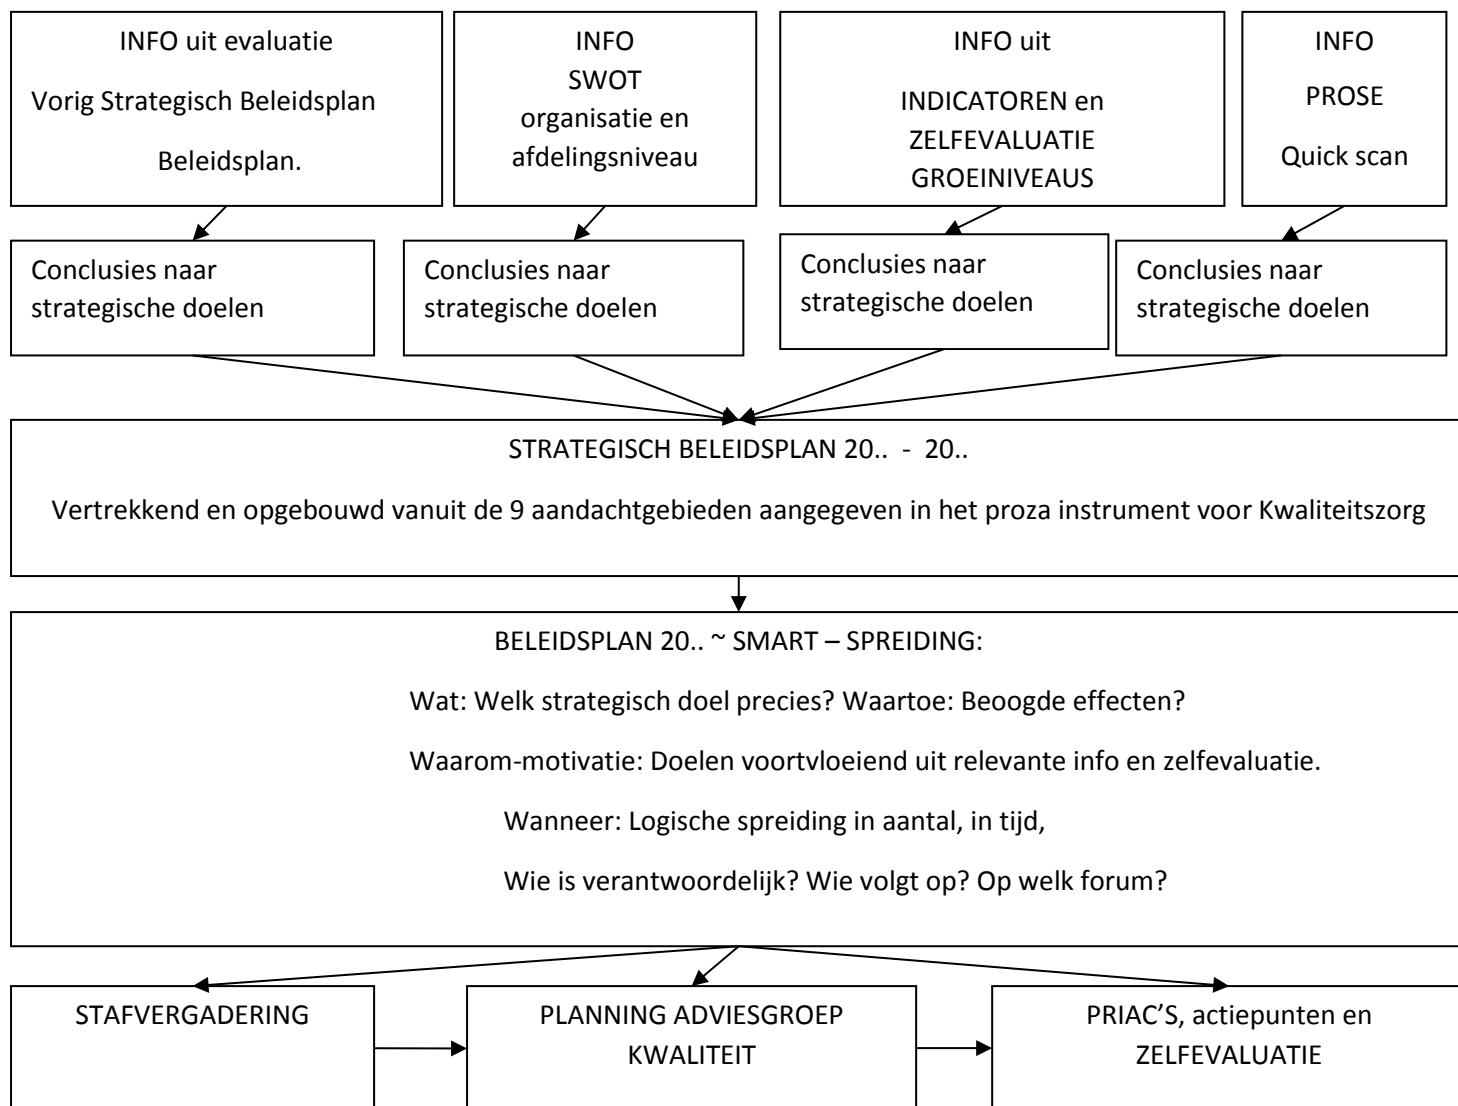 INFO uit evaluatie
Vorig Strategisch Beleidsplan
Beleidsplan.
INFO
SWOT
organisatie en
afdelingsniveau
INFO uit
INDICATOREN en
ZELFEVALUATIE
GROEINIVEAUS
INFO
PROSE
Quick scan
Conclusies naar
strategische doelen
Conclusies naar
strategische doelen
Conclusies naar
strategische doelen
Conclusies naar
strategische doelen
STRATEGISCH BELEIDSPLAN 20.. - 20..
Vertrekkend en opgebouwd vanuit de 9 aandachtgebieden aangegeven in het proza instrument voor Kwaliteitszorg
BELEIDSPLAN 20.. ~ SMART – SPREIDING:
Wat: Welk strategisch doel precies? Waartoe: Beoogde effecten?
Waarom-motivatie: Doelen voortvloeiend uit relevante info en zelfevaluatie.
Wanneer: Logische spreiding in aantal, in tijd,
Wie is verantwoordelijk? Wie volgt op? Op welk forum?
STAFVERGADERING
PLANNING ADVIESGROEP
KWALITEIT
PRIAC’S, actiepunten en
ZELFEVALUATIE